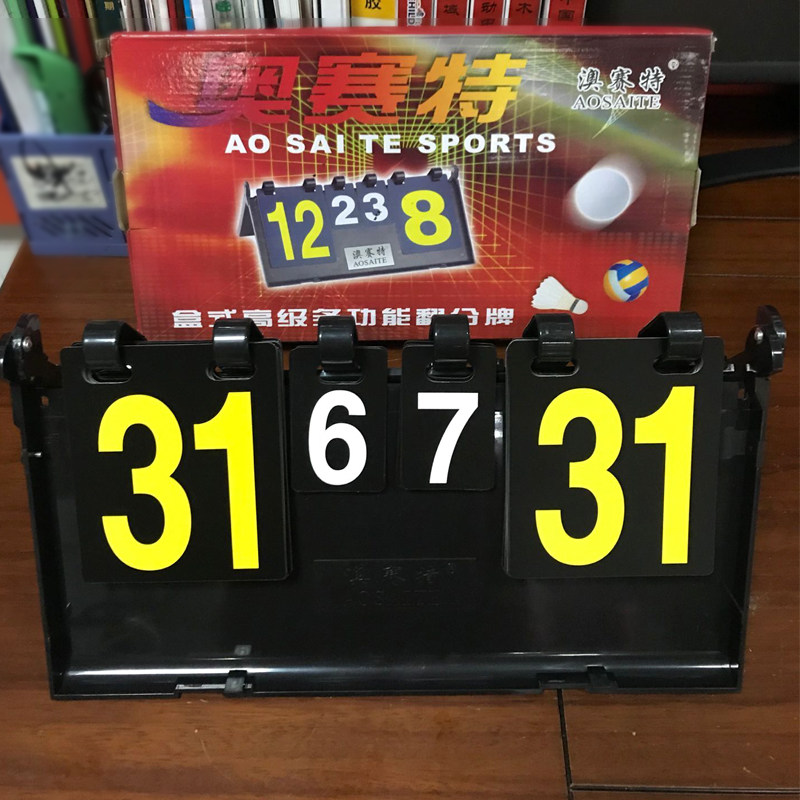 奥赛特
澳赛特®
AOSAITE
AO SAI TE SPORTS
12 2 3 8
澳赛特
AOSAITE
盒式高级多功能翻分牌
31 6 7 31